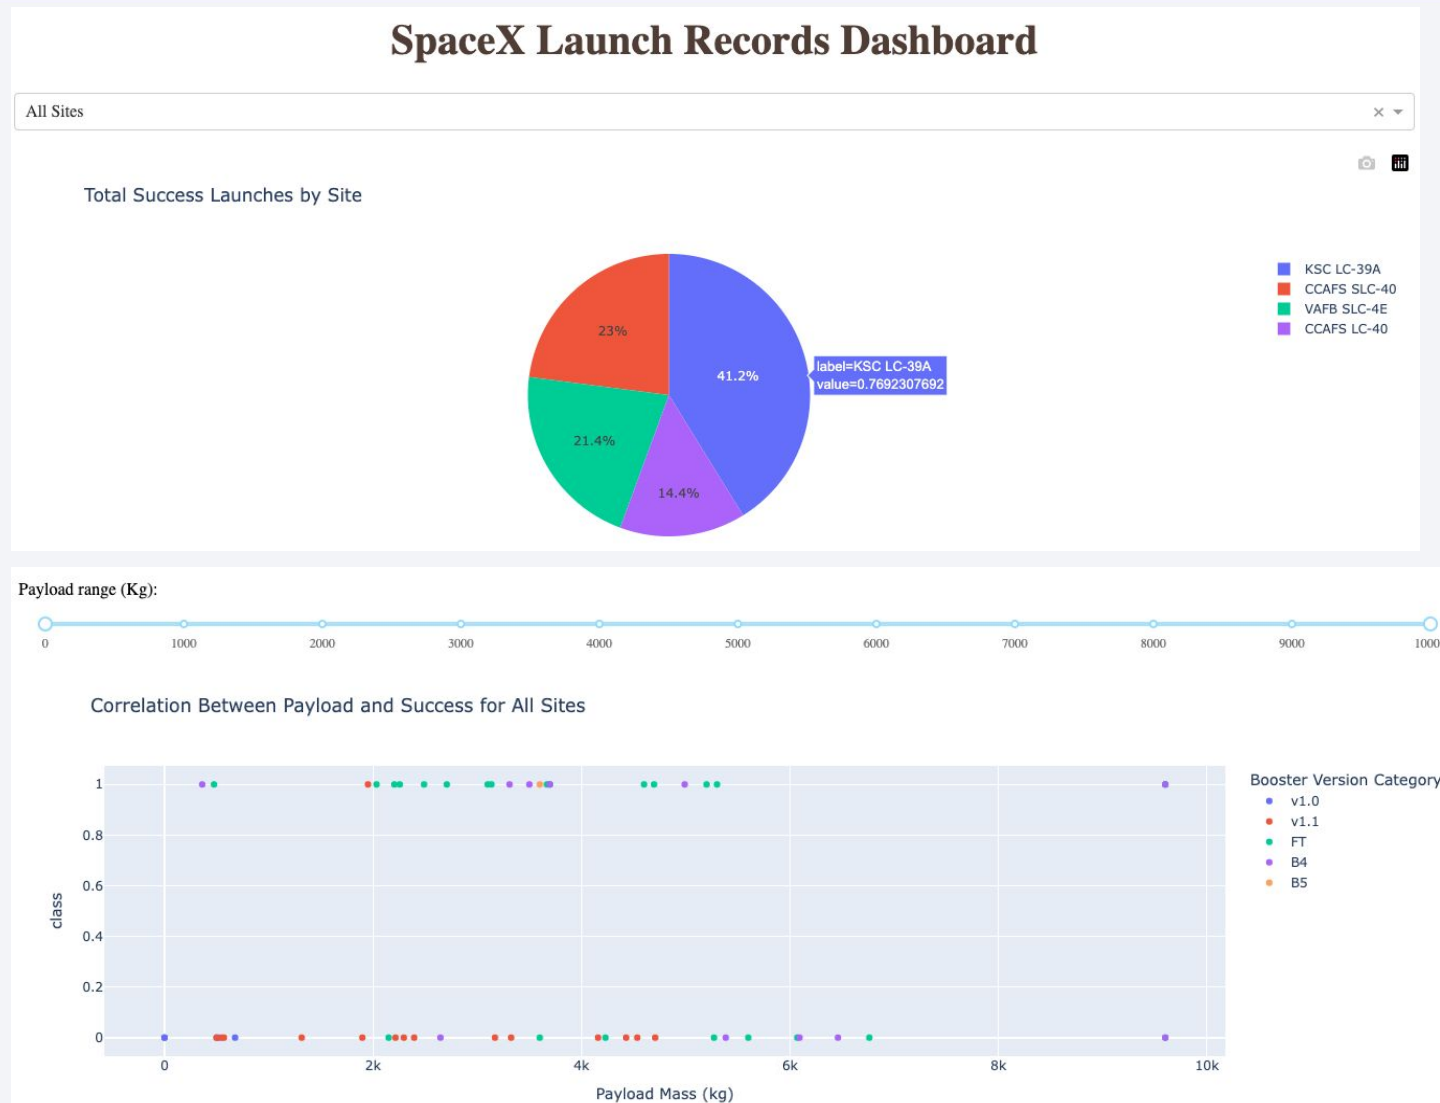 SpaceX Launch Records Dashboard
All Sites
Total Success Launches by Site
KSC LC-39A
CCAFS SLC-40
VAFB SLC-4E
CCAFS LC-40
23%
41.2%
label=KSC LC-39A
value=0.7692307692
21.4%
14.4%
Payload range (Kg):
0 1000 2000 3000 4000 5000 6000 7000 8000 9000 1000
Correlation Between Payload and Success for All Sites
Booster Version Category
v1.0
v1.1
FT
B4
B5
class
1
0.8
0.6
0.4
0.2
0
0 2k 4k 6k 8k 10k
Payload Mass (kg)